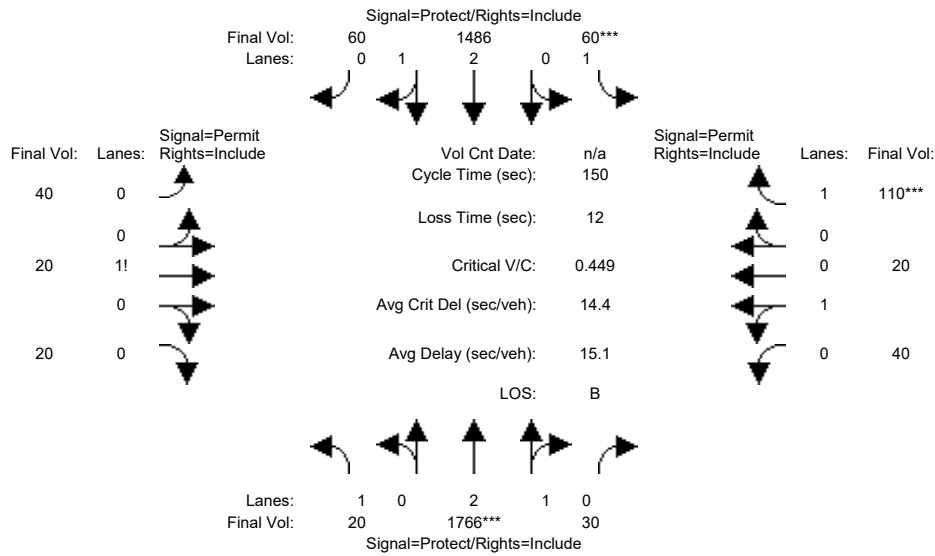 Signal=Protect/Rights=Include
Final Vol: 60 1486 60***
Lanes: 0 1 2 0 1
Signal=Permit Signal=Permit
Final Vol: Lanes: Rights=Include Vol Cnt Date: n/a Rights=Include Lanes: Final Vol:
Cycle Time (sec): 150
40 0 1 110***
Loss Time (sec): 12
0 0
20 1! Critical V/C: 0.449 0 20
0 Avg Crit Del (sec/veh): 14.4 1
20 0 Avg Delay (sec/veh): 15.1 0 40
LOS: B
Lanes: 1 0 2 1 0
Final Vol: 20 1766*** 30
Signal=Protect/Rights=Include